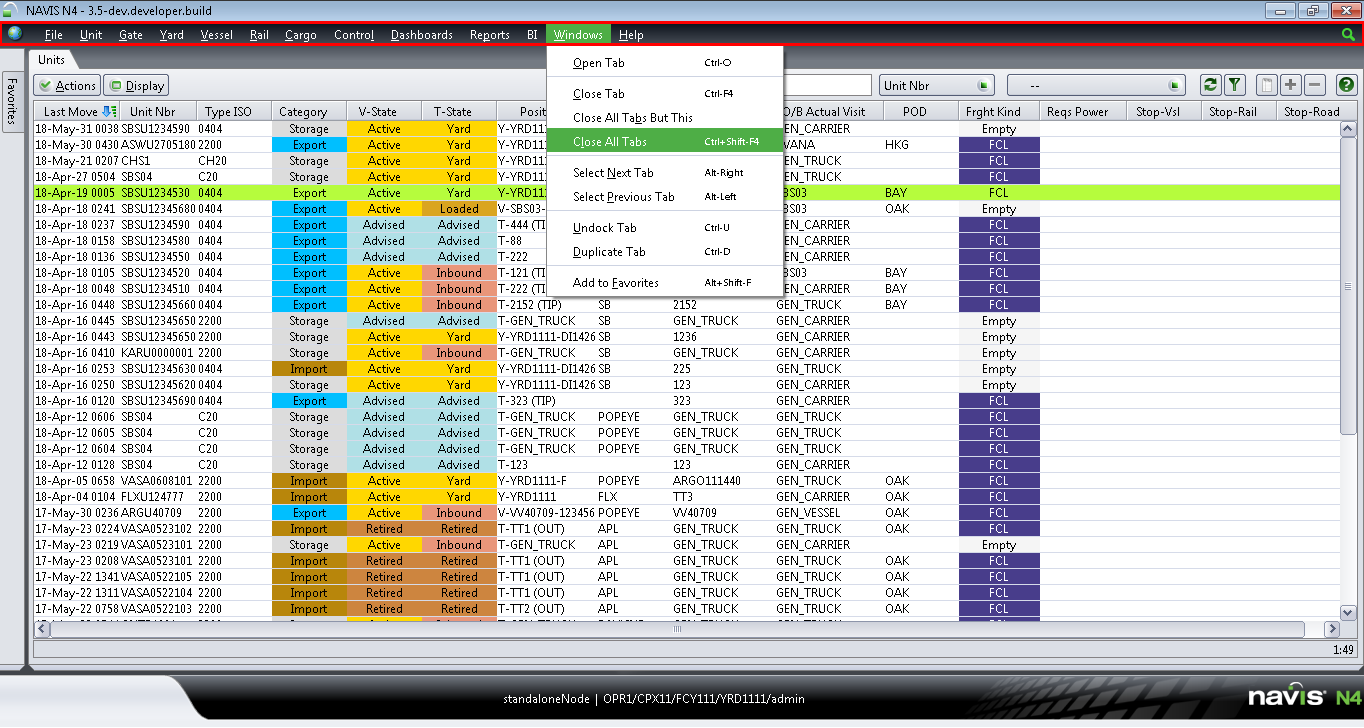 NAVIS N4 - 3.5-dev.developer.build
File Unit Gate Yard Vessel Rail Cargo Control Dashboards Reports BI Windows Help
Favorites
Units
Actions Display Unit Nbr --
Open Tab Ctrl-O
Close Tab Ctrl-F4
Close All Tabs But This
Close All Tabs Ctrl+Shift-F4
Select Next Tab Alt-Right
Select Previous Tab Alt-Left
Undock Tab Ctrl-U
Duplicate Tab Ctrl-D
Add to Favorites Alt+Shift-F
Last Move Unit Nbr Type ISO Category V-State T-State Posit O/B Actual Visit POD Frght Kind Reqs Power Stop-Vsl Stop-Rail Stop-Road
18-May-31 0038 SBSU1234590 0404 Storage Active Yard Y-YRD111 GEN_CARRIER Empty
18-May-30 0430 ASWU2705180 2200 Export Active Yard Y-YRD111 VANA HKG FCL
18-May-21 0207 CHS1 CH20 Storage Active Yard Y-YRD111 GEN_TRUCK FCL
18-Apr-27 0504 SBS04 C20 Storage Active Yard Y-YRD111 GEN_TRUCK FCL
18-Apr-19 0005 SBSU1234530 0404 Export Active Yard Y-YRD111 BS03 BAY FCL
18-Apr-18 0241 SBSU12345680 0404 Export Active Loaded V-SBS03- BS03 OAK Empty
18-Apr-18 0237 SBSU1234590 0404 Export Advised Advised T-444 (TI GEN_CARRIER FCL
18-Apr-18 0158 SBSU1234580 0404 Export Advised Advised T-88 GEN_CARRIER FCL
18-Apr-18 0136 SBSU1234550 0404 Export Advised Advised T-222 GEN_CARRIER FCL
18-Apr-18 0105 SBSU1234520 0404 Export Active Inbound T-121 (TI BS03 BAY FCL
18-Apr-18 0048 SBSU1234510 0404 Export Active Inbound T-222 (TI BS03 BAY FCL
18-Apr-16 0448 SBSU12345610 2200 Export Active Inbound T-2152 (TIP) SB 2152 GEN_TRUCK BAY FCL
18-Apr-16 0445 SBSU12345650 2200 Storage Advised Advised T-GEN_TRUCK SB GEN_TRUCK GEN_CARRIER Empty
18-Apr-16 0443 SBSU12345650 2200 Storage Active Yard Y-YRD1111-DI1426 SB 1236 GEN_CARRIER Empty
18-Apr-16 0410 KARU0000001 2200 Storage Active Inbound T-GEN_TRUCK SB GEN_TRUCK GEN_CARRIER Empty
18-Apr-16 0253 SBSU12345630 0404 Import Active Yard Y-YRD1111-DI1426 SB 225 GEN_CARRIER Empty
18-Apr-16 0250 SBSU12345620 0404 Storage Active Yard Y-YRD1111-DI1426 SB 123 GEN_CARRIER Empty
18-Apr-16 0120 SBSU12345690 0404 Export Advised Advised T-323 (TIP) 323 GEN_CARRIER FCL
18-Apr-12 0606 SBS04 C20 Storage Advised Advised T-GEN_TRUCK POPEYE GEN_TRUCK GEN_TRUCK FCL
18-Apr-12 0605 SBS04 C20 Storage Advised Advised T-GEN_TRUCK POPEYE GEN_TRUCK GEN_TRUCK FCL
18-Apr-12 0604 SBS04 C20 Storage Advised Advised T-GEN_TRUCK POPEYE GEN_TRUCK GEN_TRUCK FCL
18-Apr-12 0128 SBS04 C20 Storage Advised Advised T-123 123 GEN_CARRIER FCL
18-Apr-05 0658 VASA0608101 2200 Import Active Yard Y-YRD1111-F POPEYE ARGO111440 GEN_TRUCK OAK FCL
18-Apr-04 0104 FLXU124777 2200 Import Active Yard Y-YRD1111 FLX TT3 GEN_CARRIER OAK FCL
17-May-30 0236 ARGU40709 2200 Export Active Inbound V-VV40709-123456 POPEYE VV40709 GEN_VESSEL OAK FCL
17-May-23 0224 VASA0523102 2200 Import Retired Retired T-TT1 (OUT) APL GEN_TRUCK GEN_TRUCK OAK FCL
17-May-23 0219 VASA0523101 2200 Storage Active Inbound T-GEN_TRUCK APL GEN_TRUCK GEN_CARRIER Empty
17-May-23 0208 VASA0523101 2200 Import Retired Retired T-TT1 (OUT) APL GEN_TRUCK GEN_TRUCK OAK FCL
17-May-22 1341 VASA0522105 2200 Import Retired Retired T-TT1 (OUT) APL GEN_TRUCK GEN_TRUCK OAK FCL
17-May-22 1311 VASA0522104 2200 Import Retired Retired T-TT1 (OUT) APL GEN_TRUCK GEN_TRUCK OAK FCL
17-May-22 0758 VASA0522103 2200 Import Retired Retired T-TT2 (OUT) APL GEN_TRUCK GEN_TRUCK OAK FCL
1:49
standaloneNode | OPR1/CPX11/FCY111/YRD1111/admin
navis N4